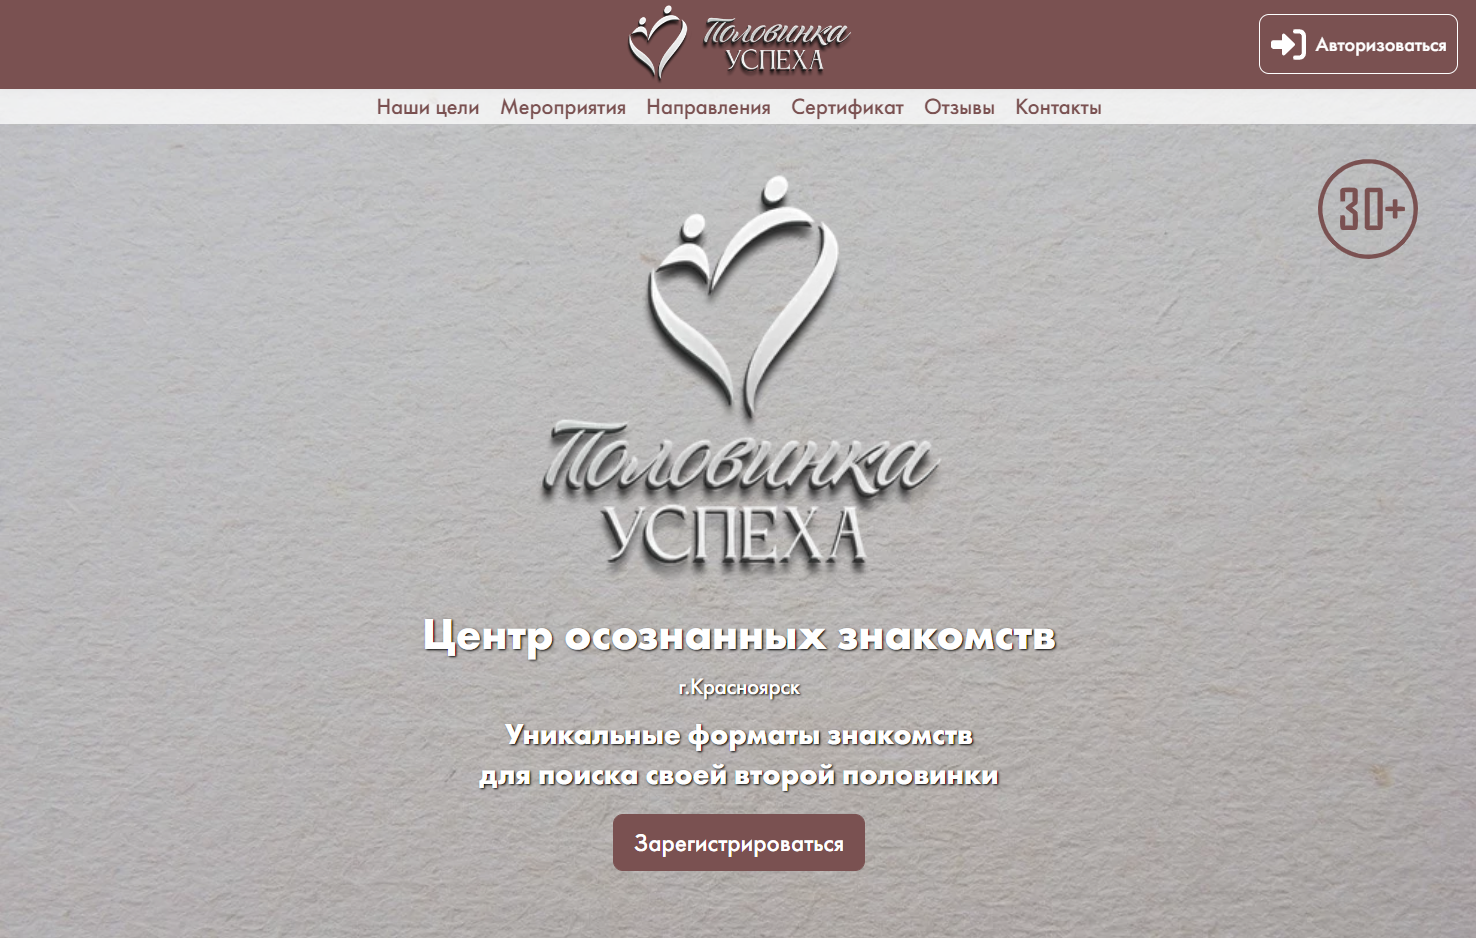 Половинка
УСПЕХА
Авторизоваться
Наши цели Мероприятия Направления Сертификат Отзывы Контакты
30+
Половинка
УСПЕХА
Центр осознанных знакомств
г.Красноярск
Уникальные форматы знакомств
для поиска своей второй половинки
Зарегистрироваться